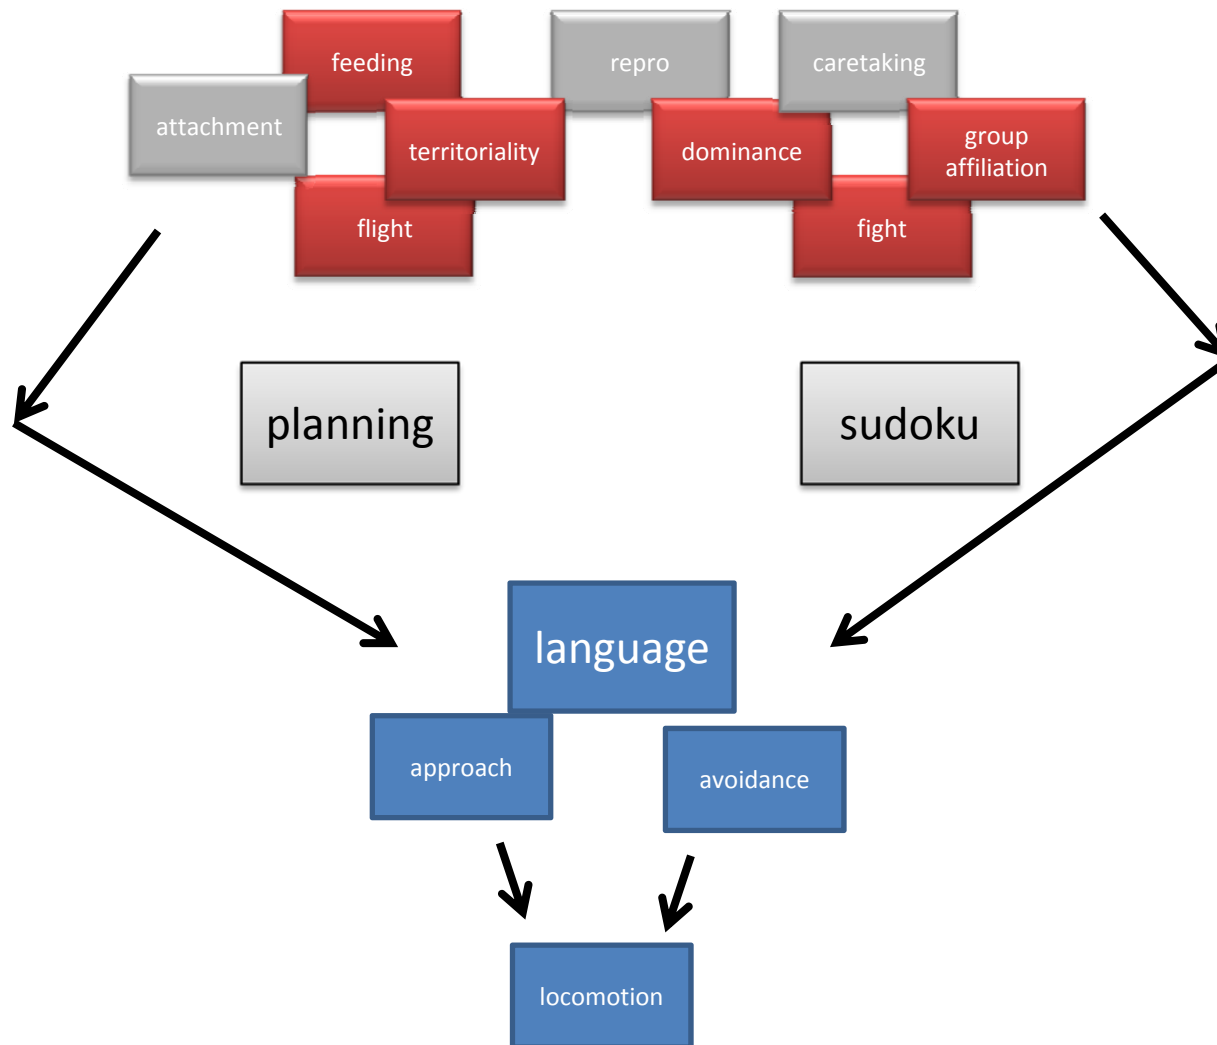 feeding
repro
caretaking
attachment
territoriality
dominance
group
affiliation
flight
fight
planning
sudoku
language
approach
avoidance
locomotion